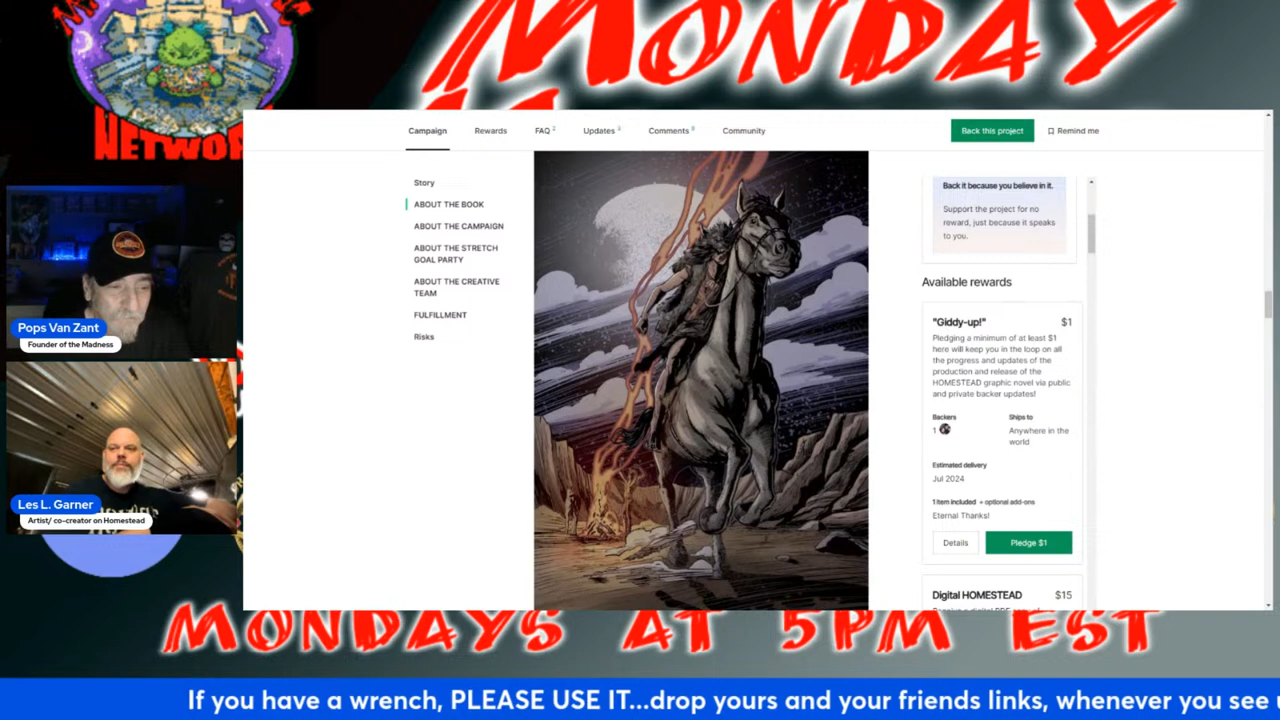 MONDAY
NETWOR
Campaign
Rewards
FAQ 2
Updates 3
Comments 8
Community
Back this project
Remind me
Story
ABOUT THE BOOK
ABOUT THE CAMPAIGN
ABOUT THE STRETCH
GOAL PARTY
ABOUT THE CREATIVE
TEAM
FULFILLMENT
Risks
Back it because you believe in it.
Support the project for no
reward, just because it speaks
to you.
Available rewards
"Giddy-up!" $1
Pledging a minimum of at least $1
here will keep you in the loop on all
the progress and updates of the
production and release of the
HOMESTEAD graphic novel via public
and private backer updates!
Backers
1
Ships to
Anywhere in the
world
Estimated delivery
Jul 2024
1 item included + optional add-ons
Eternal Thanks!
Details
Pledge $1
Digital HOMESTEAD $15
Pops Van Zant
Founder of the Madness
Les L. Garner
Artist/ co-creator on Homestead
MONDAYS AT 5PM EST
If you have a wrench, PLEASE USE IT...drop yours and your friends links, whenever you see